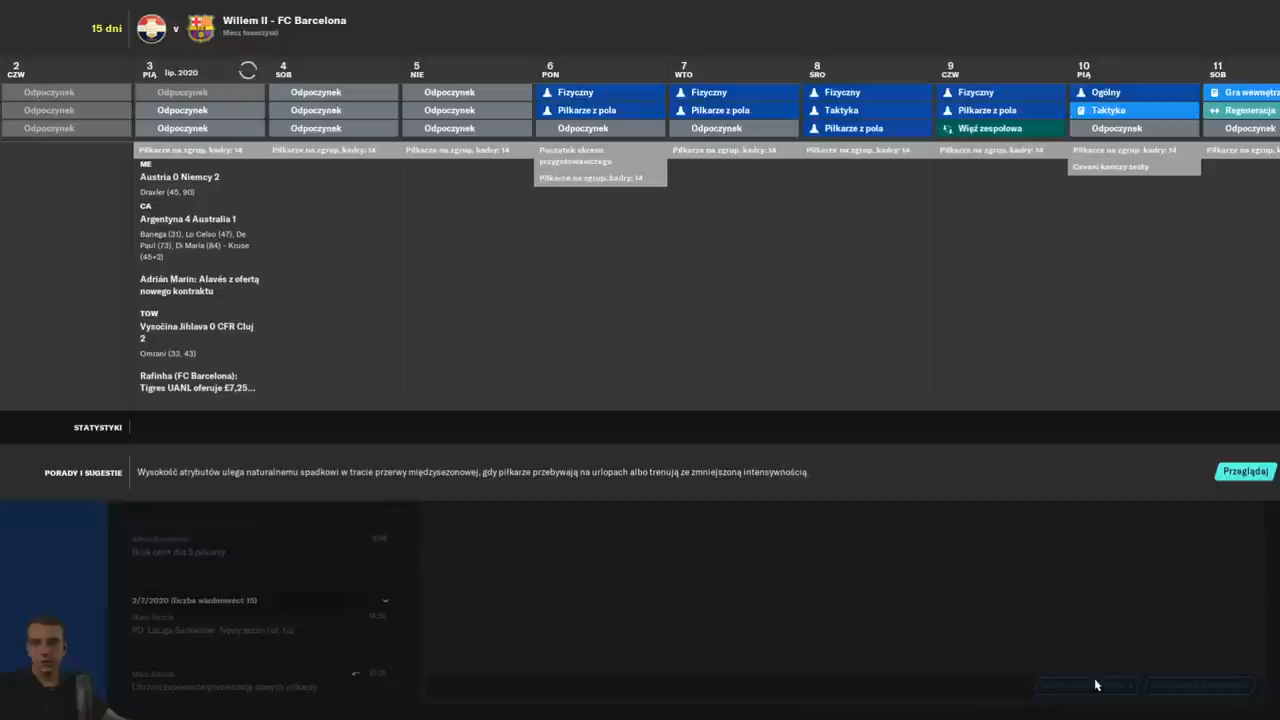 15 dni
v
Willem II - FC Barcelona
Mecz towarzyski
2
CZW
3
PIĄ
lip. 2020
4
SOB
5
NIE
6
PON
7
WTO
8
ŚRO
9
CZW
10
PIĄ
11
SOB
Odpoczynek
Odpoczynek
Odpoczynek
Odpoczynek
Fizyczny
Fizyczny
Fizyczny
Fizyczny
Ogólny
Gra wewnętrz
Odpoczynek
Odpoczynek
Odpoczynek
Odpoczynek
Piłkarze z pola
Piłkarze z pola
Taktyka
Piłkarze z pola
Taktyka
Regeneracja
Odpoczynek
Odpoczynek
Odpoczynek
Odpoczynek
Odpoczynek
Odpoczynek
Piłkarze z pola
Więź zespołowa
Odpoczynek
Odpoczynek
Piłkarze na zgrup. kadry: 14
Piłkarze na zgrup. kadry: 14
Piłkarze na zgrup. kadry: 14
Początek okresu
przygotowawczego
Piłkarze na zgrup. kadry: 14
Piłkarze na zgrup. kadry: 14
Piłkarze na zgrup. kadry: 14
Piłkarze na zgrup. kadry: 14
Piłkarze na zgrup. kadry: 14
Cavani kończy testy
Piłkarze na zgrup. k
ME
Austria 0 Niemcy 2
Draxler (45, 90)
CA
Argentyna 4 Australia 1
Banega (31), Lo Celso (47), De
Paul (73), Di María (84) - Kruse
(45+2)
Adrián Marín: Alavés z ofertą
nowego kontraktu
TOW
Vysočina Jihlava 0 CFR Cluj
2
Omrani (33, 43)
Rafinha (FC Barcelona):
Tigres UANL oferuje £7,25...
STATYSTYKI
PORADY I SUGESTIE
Wysokość atrybutów ulega naturalnemu spadkowi w tracie przerwy międzysezonowej, gdy piłkarze przebywają na urlopach albo trenują ze zmniejszoną intensywnością.
Przeglądaj
Brak ofert dla 5 piłkarzy
2/7/2020 (liczba wiadomości: 15)